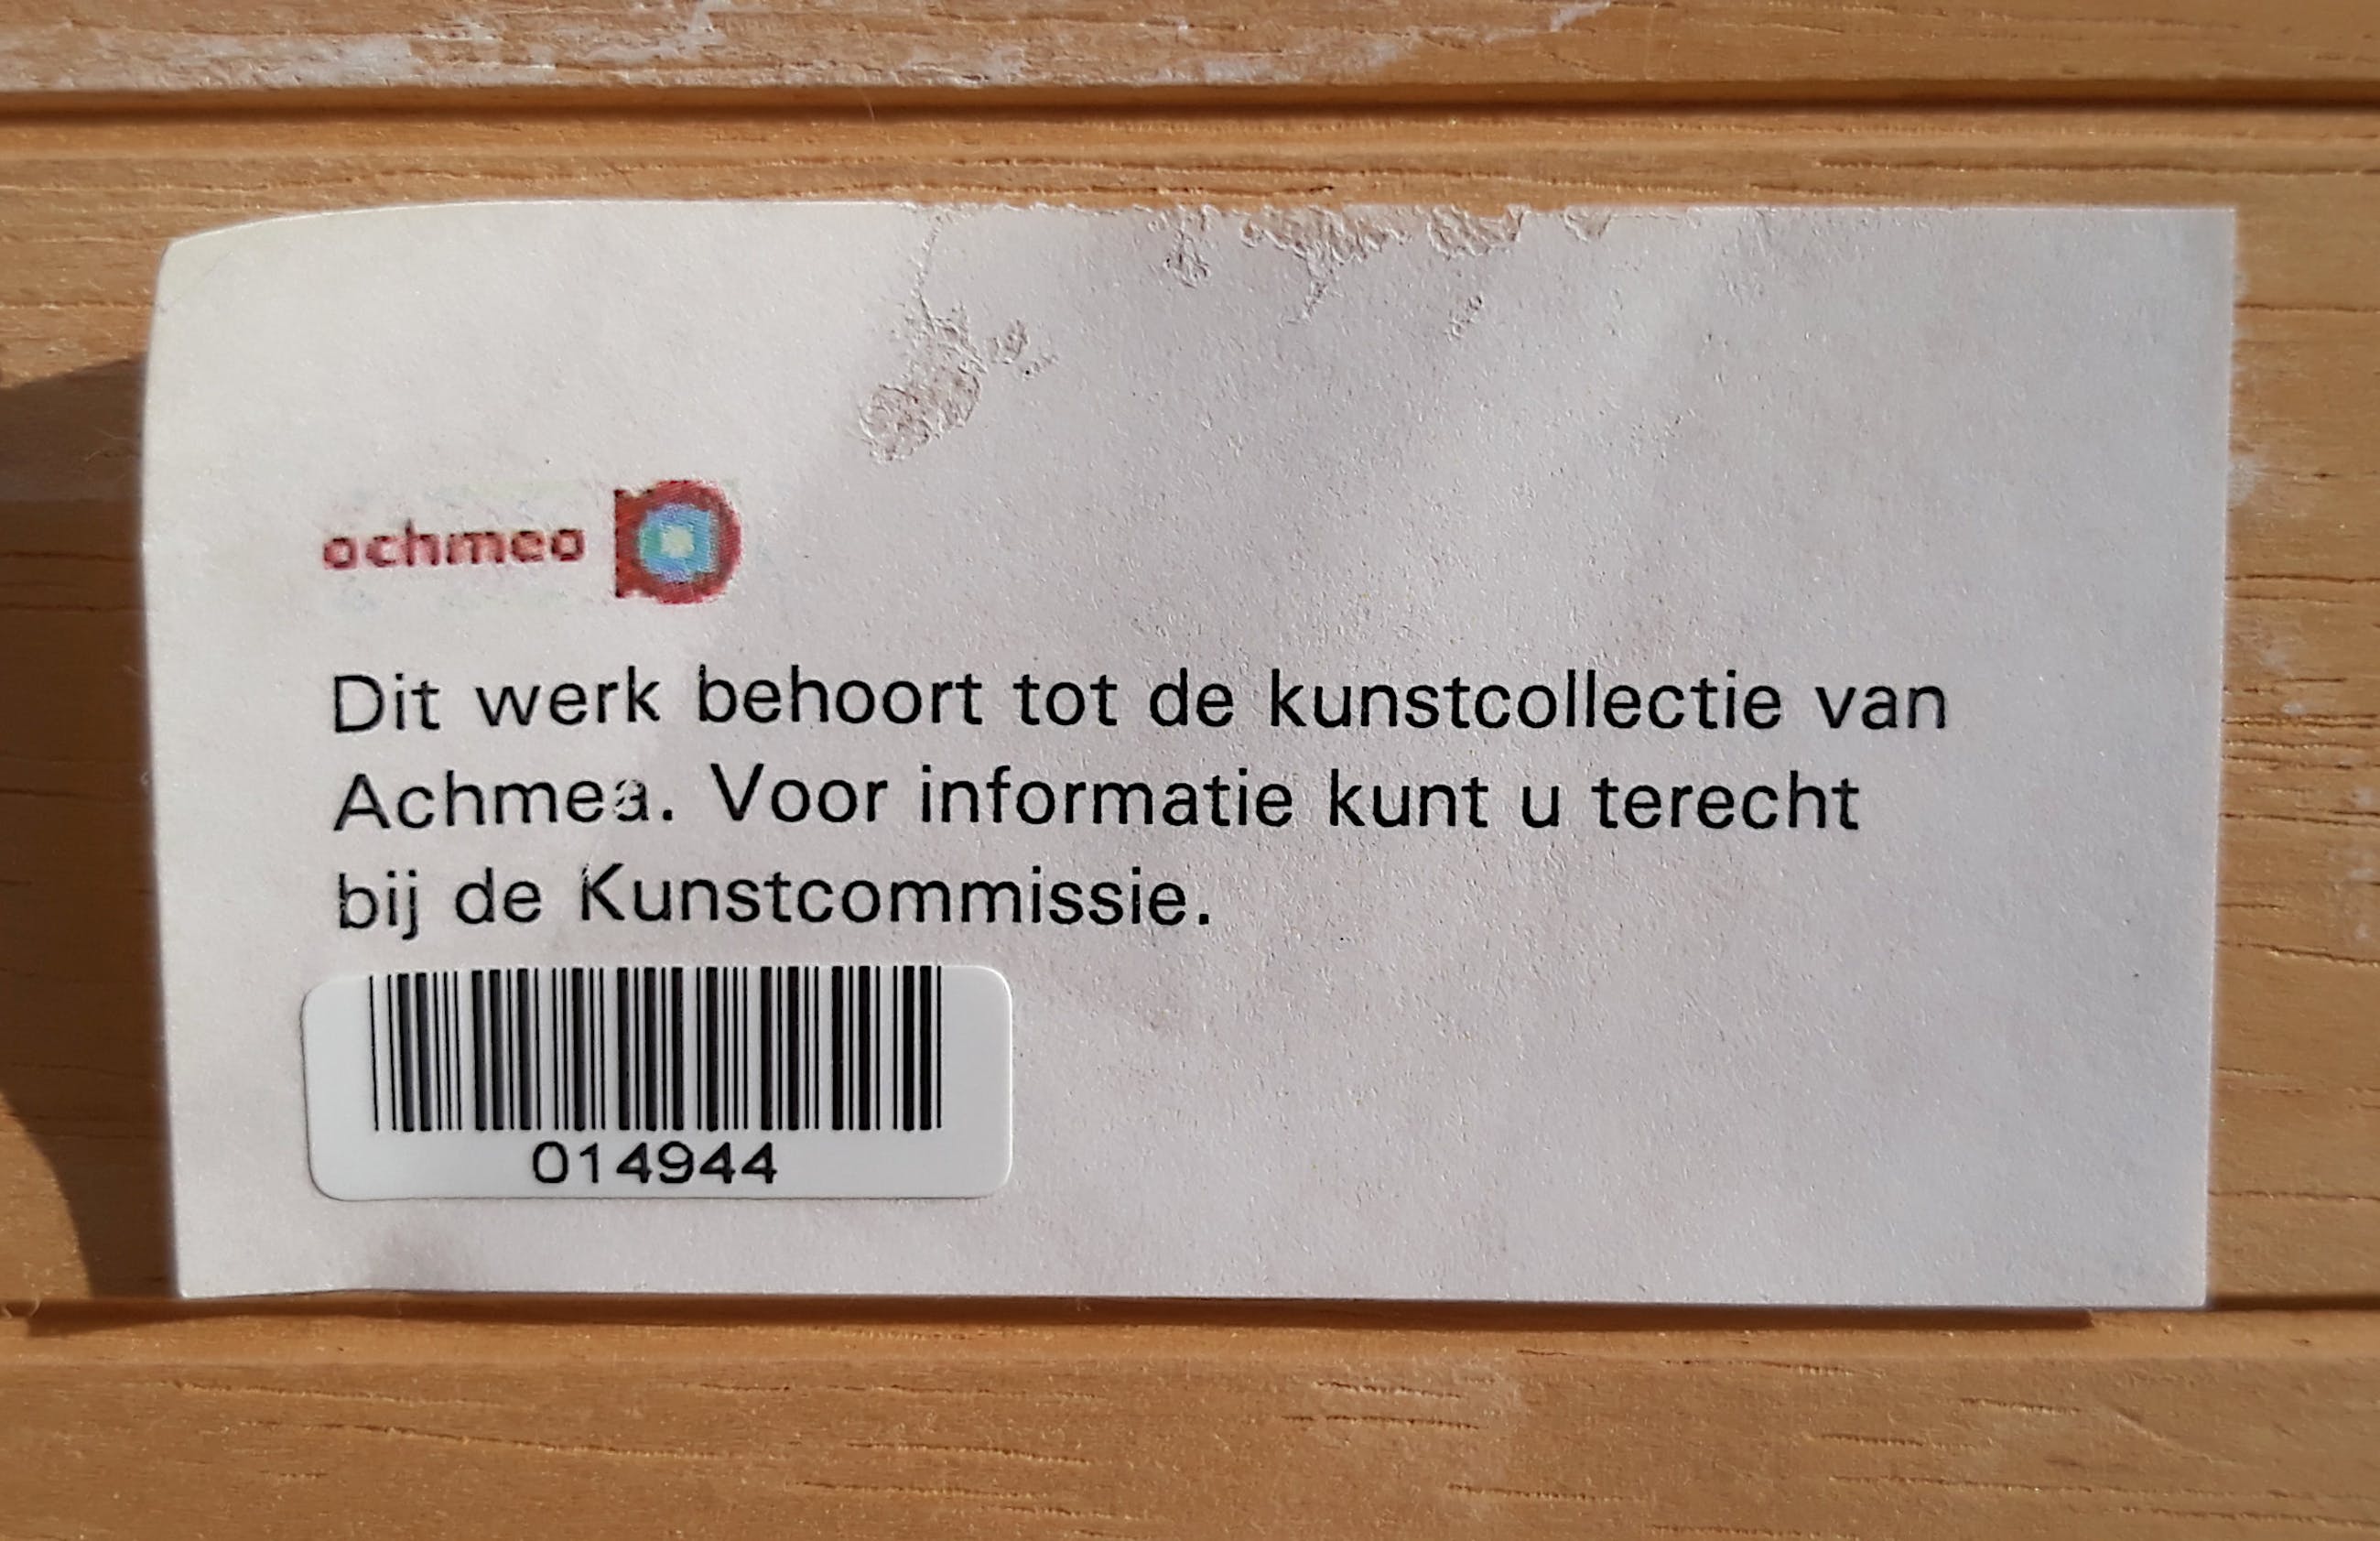 achmea
Dit werk behoort tot de kunstcollectie van
Achmea. Voor informatie kunt u terecht
bij de Kunstcommissie.
014944